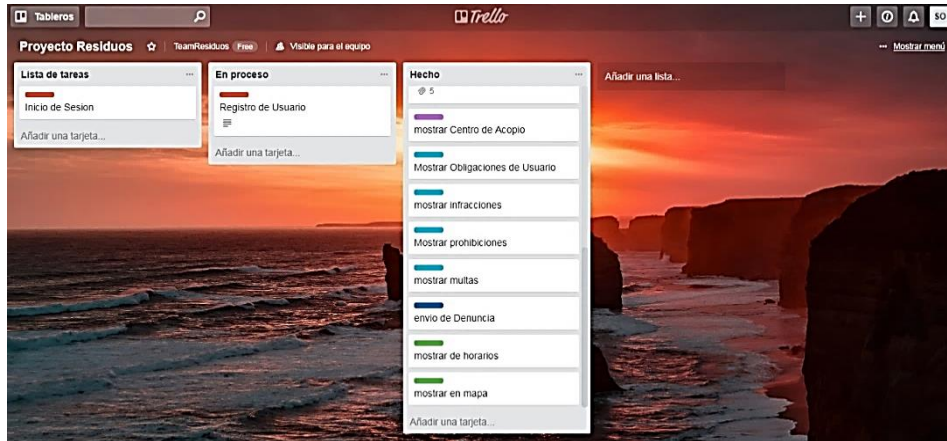 Tableros
Trello
SO
Proyecto Residuos
TeamResiduos Free
Visible para el equipo
Mostrar menú
Lista de tareas
Inicio de Sesion
Añadir una tarjeta...
En proceso
Registro de Usuario
Añadir una tarjeta...
Hecho
5
mostrar Centro de Acopio
Mostrar Obligaciones de Usuario
mostrar infracciones
Mostrar prohibiciones
mostrar multas
envio de Denuncia
mostrar de horarios
mostrar en mapa
Añadir una tarjeta...
Añadir una lista...